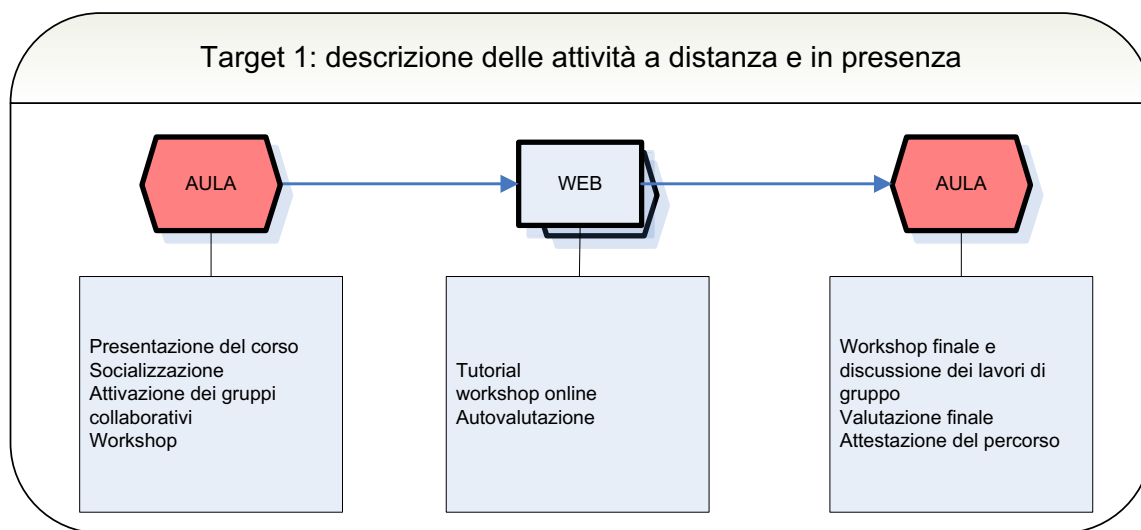 Target 1: descrizione delle attività a distanza e in presenza
AULA
WEB
AULA
Presentazione del corso
Socializzazione
Attivazione dei gruppi
collaborativi
Workshop
Tutorial
workshop online
Autovalutazione
Workshop finale e
discussione dei lavori di
gruppo
Valutazione finale
Attestazione del percorso